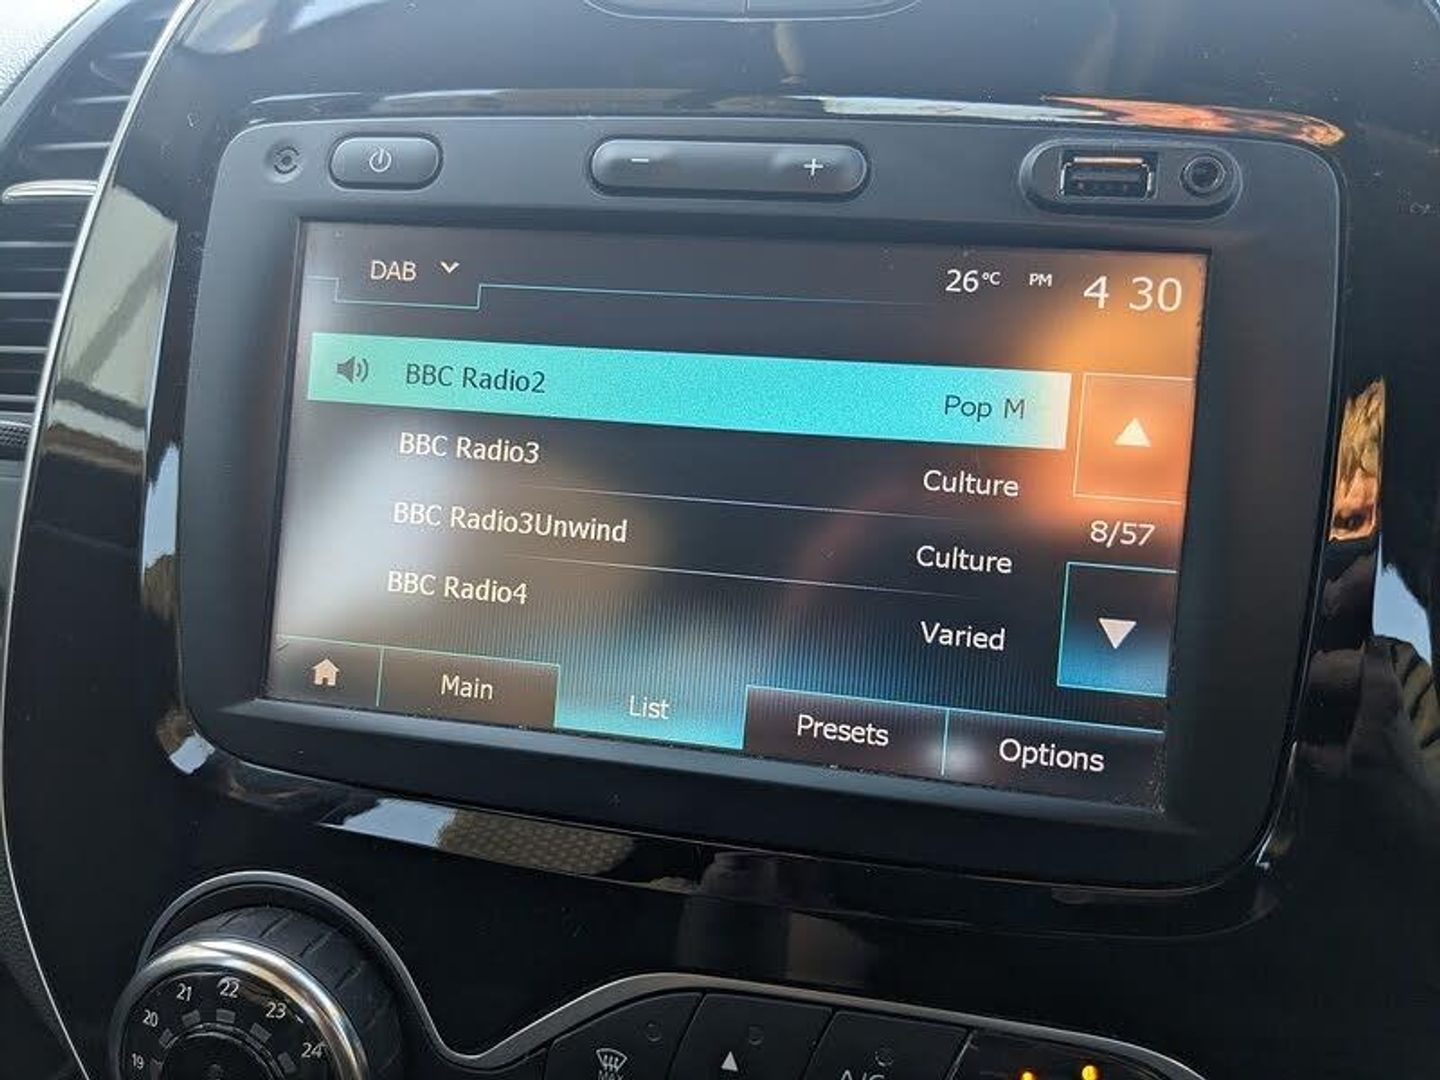 DAB 26°C PM 4 30
BBC Radio2 Pop M
BBC Radio3 Culture
BBC Radio3Unwind Culture
8/57
BBC Radio4 Varied
Main List Presets Options
19 20 21 22 23 24
MAX
A/C